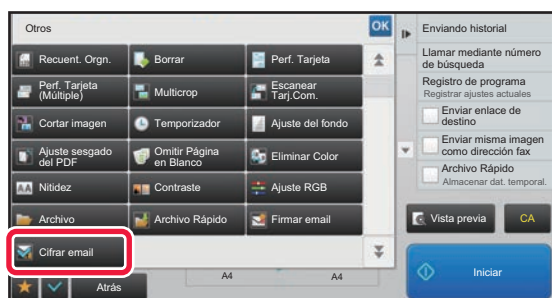 Otros
OK
Recuent. Orgn.
Borrar
Perf. Tarjeta
Perf. Tarjeta
(Múltiple)
Multicrop
Escanear
Tarj.Com.
Cortar imagen
Temporizador
Ajuste del fondo
Ajuste sesgado
del PDF
Omitir Página
en Blanco
Eliminar Color
AA
Nitidez
Contraste
Ajuste RGB
Archivo
Archivo Rápido
Firmar email
Cifrar email
Atrás
A4
A4
Enviando historial
Llamar mediante número
de búsqueda
Registro de programa
Registrar ajustes actuales
Enviar enlace de
destino
Enviar misma imagen
como dirección fax
Archivo Rápido
Almacenar dat. temporal.
Vista previa
CA
Iniciar